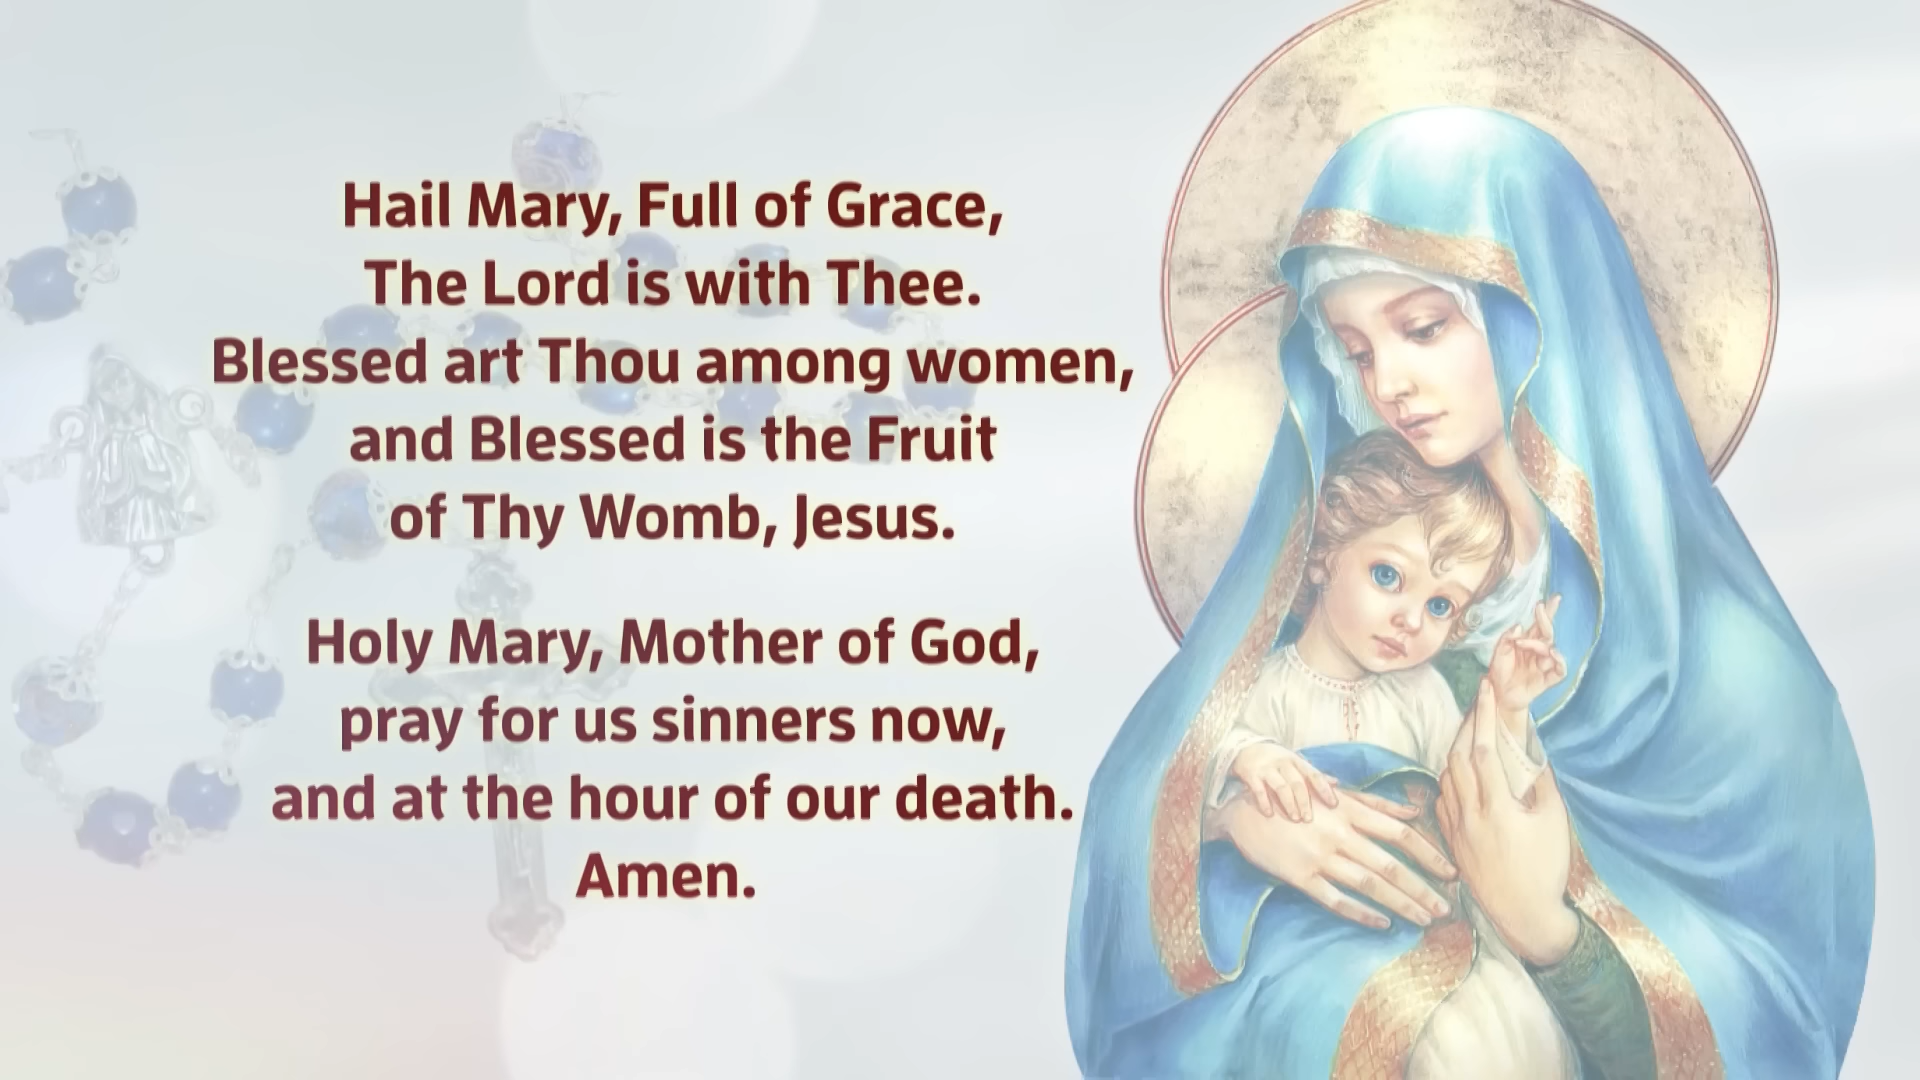 Hail Mary, Full of Grace,
The Lord is with Thee.
Blessed art Thou among women,
and Blessed is the Fruit
of Thy Womb, Jesus.
Holy Mary, Mother of God,
pray for us sinners now,
and at the hour of our death.
Amen.